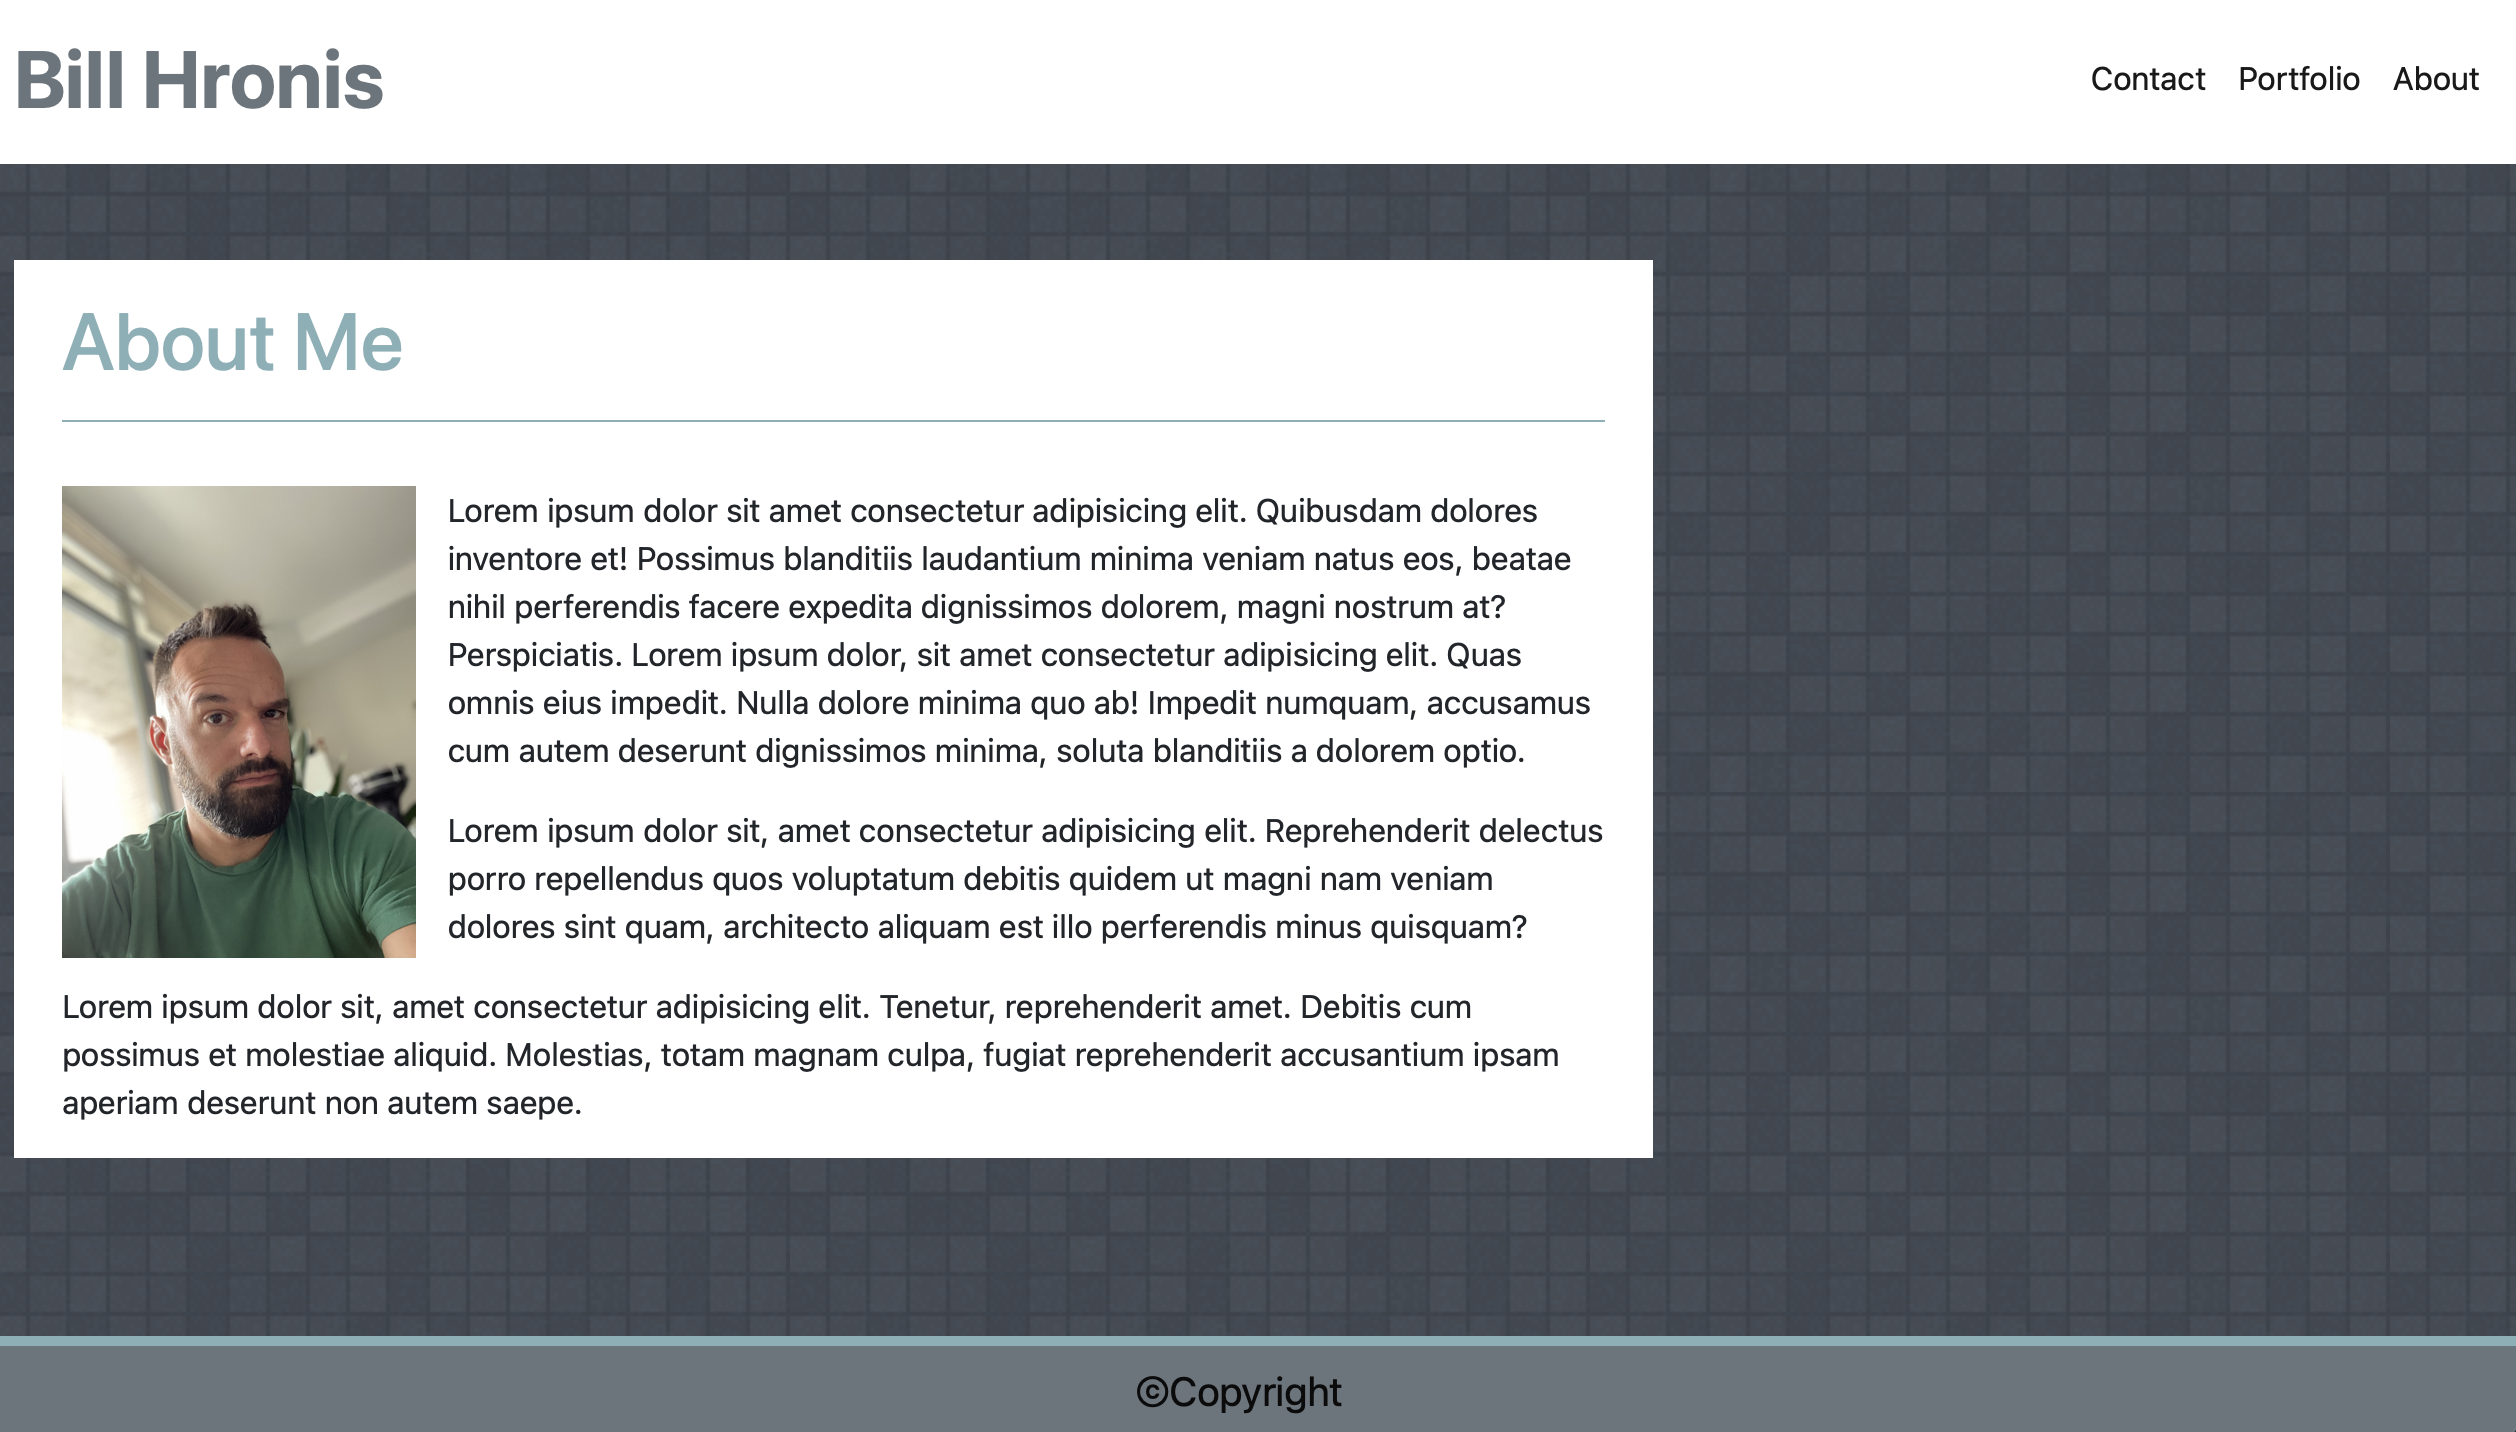 Bill Hronis
Contact Portfolio About
About Me
Lorem ipsum dolor sit amet consectetur adipisicing elit. Quibusdam dolores
inventore et! Possimus blanditiis laudantium minima veniam natus eos, beatae
nihil perferendis facere expedita dignissimos dolorem, magni nostrum at?
Perspiciatis. Lorem ipsum dolor, sit amet consectetur adipisicing elit. Quas
omnis eius impedit. Nulla dolore minima quo ab! Impedit numquam, accusamus
cum autem deserunt dignissimos minima, soluta blanditiis a dolorem optio.
Lorem ipsum dolor sit, amet consectetur adipisicing elit. Reprehenderit delectus
porro repellendus quos voluptatum debitis quidem ut magni nam veniam
dolores sint quam, architecto aliquam est illo perferendis minus quisquam?
Lorem ipsum dolor sit, amet consectetur adipisicing elit. Tenetur, reprehenderit amet. Debitis cum
possimus et molestiae aliquid. Molestias, totam magnam culpa, fugiat reprehenderit accusantium ipsam
aperiam deserunt non autem saepe.
©Copyright